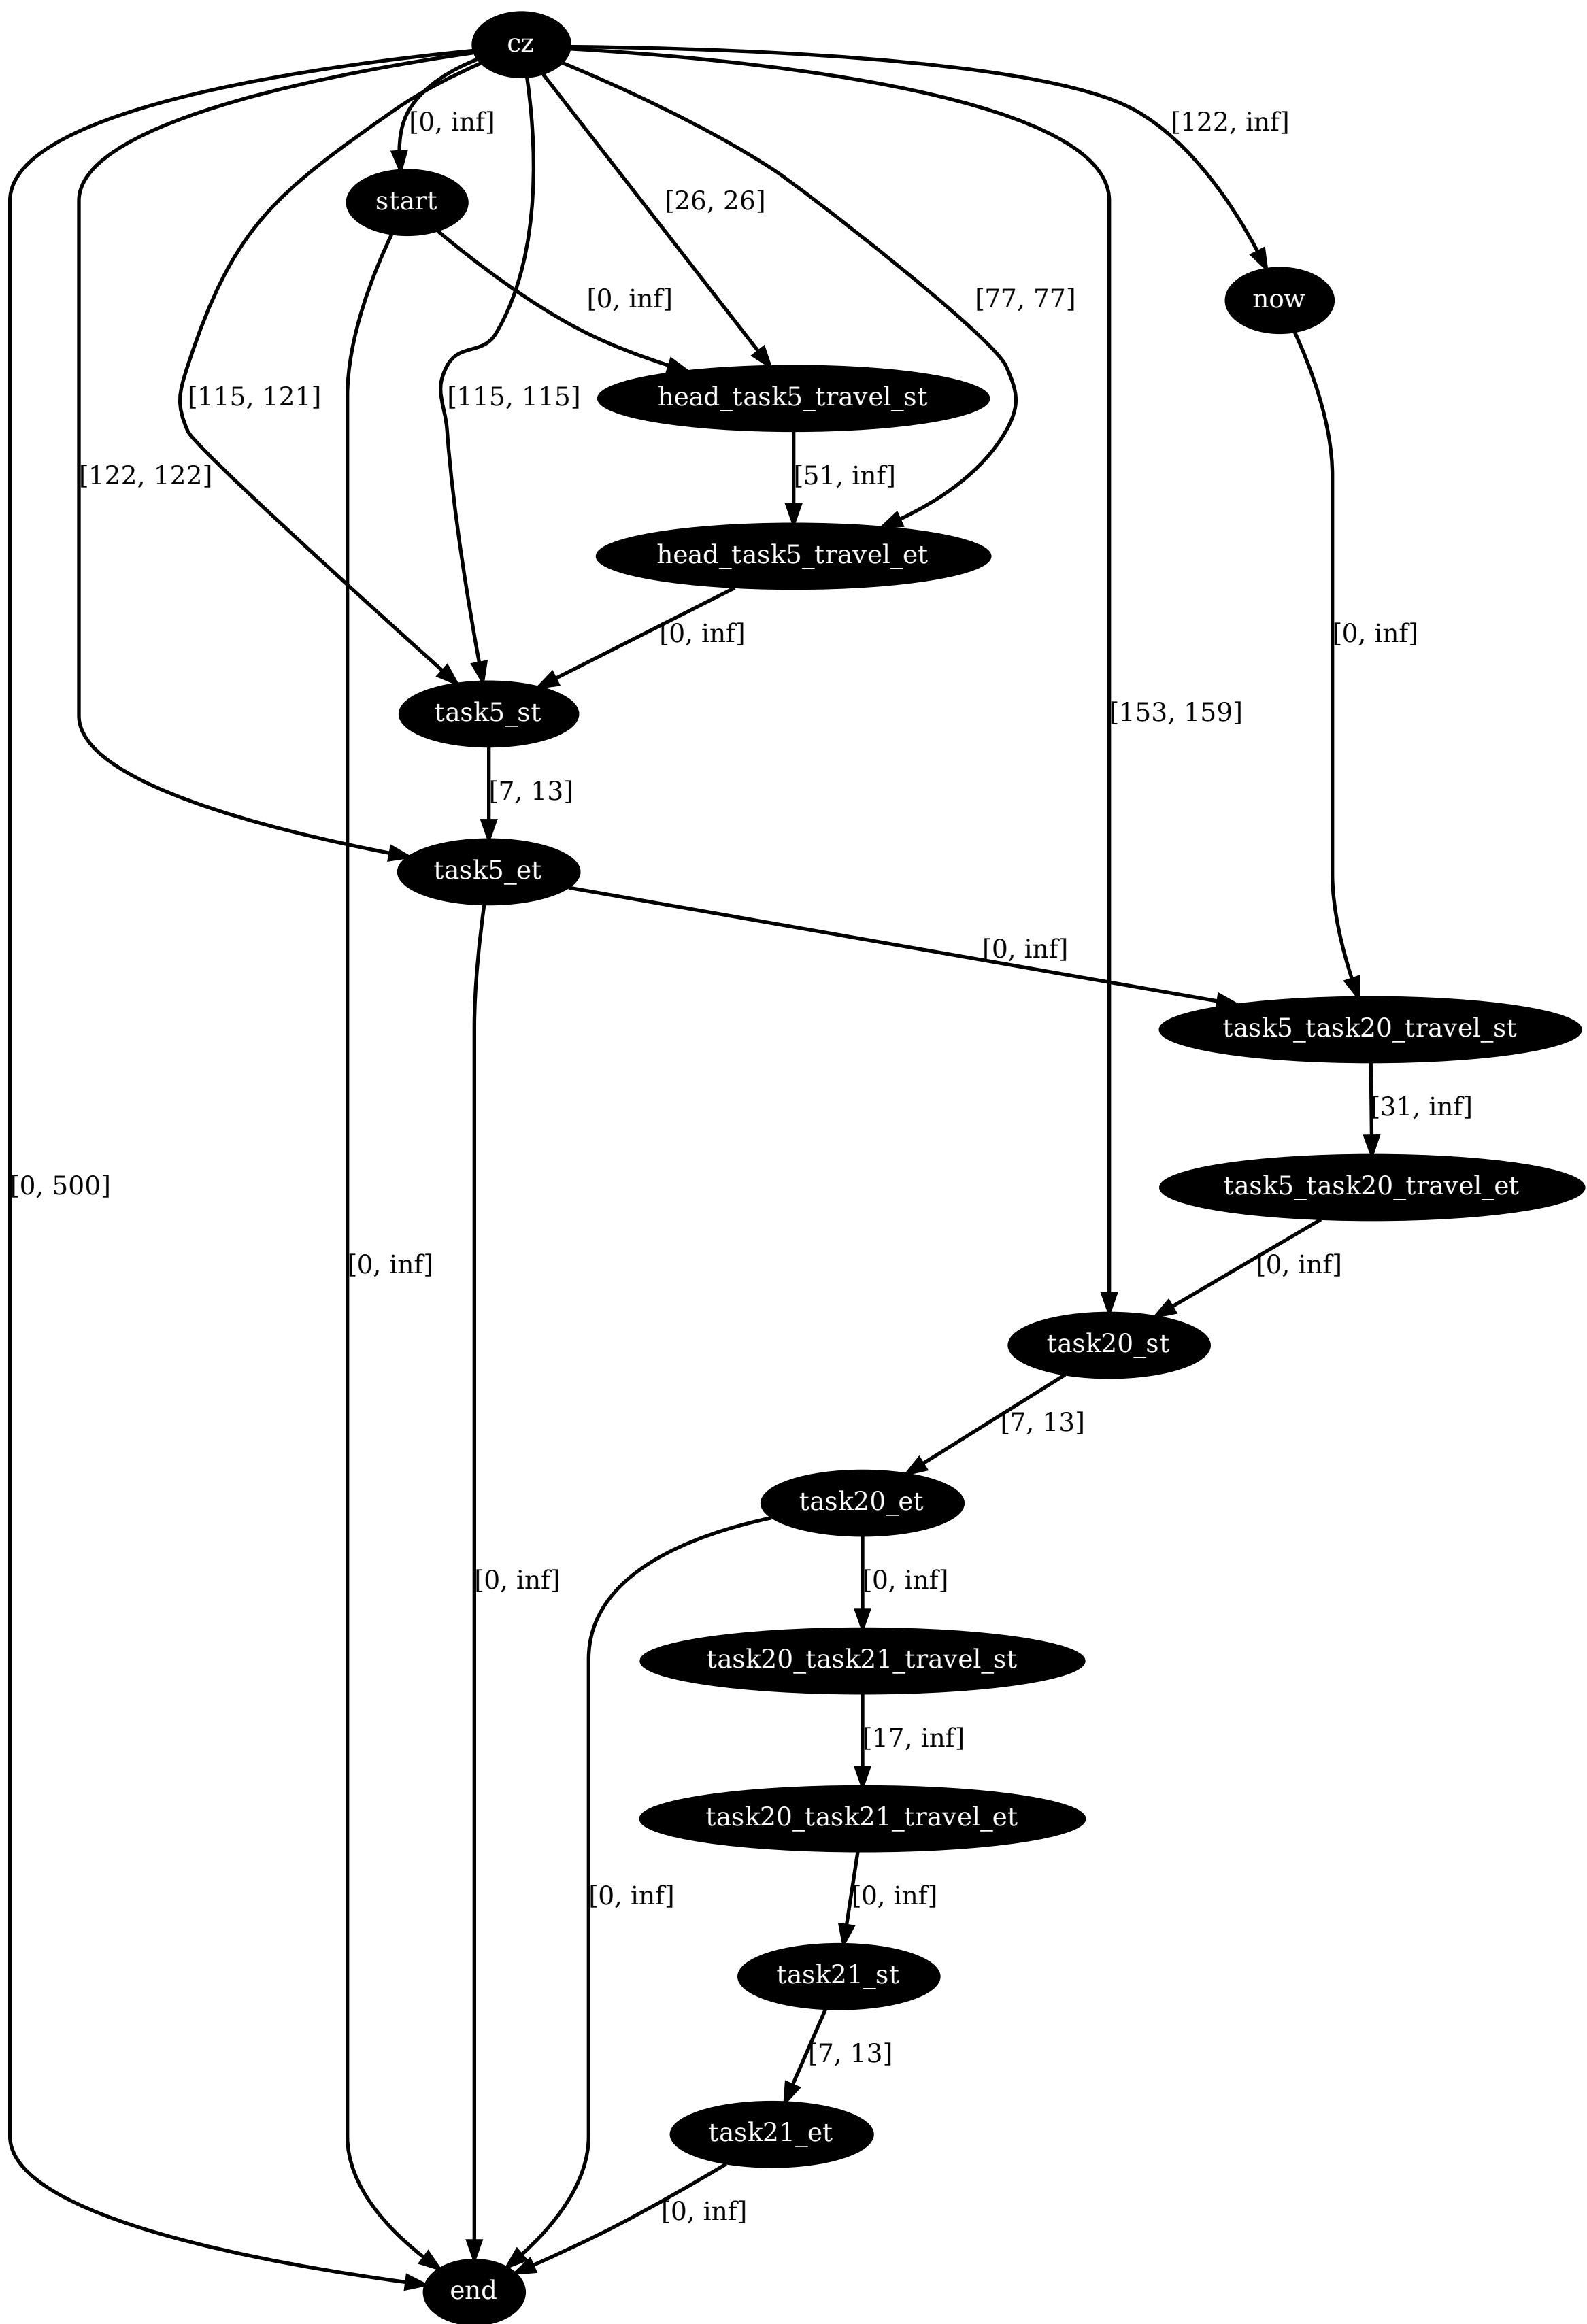 cz
[0, inf]
[122, inf]
start
[26, 26]
now
[0, inf]
[77, 77]
[115, 121]
[115, 115]
head_task5_travel_st
[122, 122]
[51, inf]
head_task5_travel_et
[0, inf]
[0, inf]
task5_st
[153, 159]
[7, 13]
task5_et
[0, inf]
task5_task20_travel_st
[31, inf]
[0, 500]
task5_task20_travel_et
[0, inf]
[0, inf]
task20_st
[7, 13]
task20_et
[0, inf]
[0, inf]
task20_task21_travel_st
[17, inf]
task20_task21_travel_et
[0, inf]
[0, inf]
task21_st
[7, 13]
task21_et
[0, inf]
end